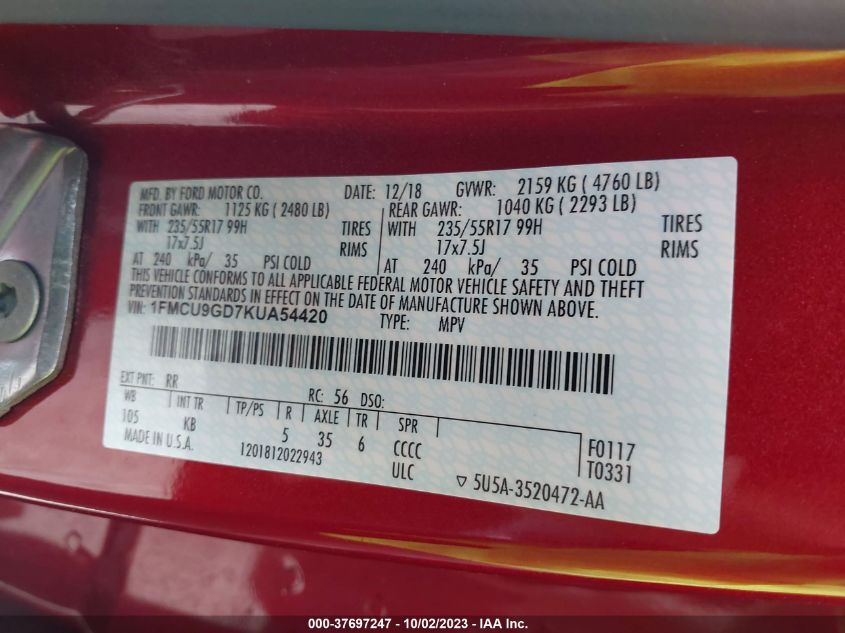 MFD. BY FORD MOTOR CO. DATE: 12/18 GVWR: 2159 KG ( 4760 LB)
FRONT GAWR: 1125 KG ( 2480 LB) REAR GAWR: 1040 KG ( 2293 LB)
WITH 235/55R17 99H TIRES WITH 235/55R17 99H TIRES
17x7.5J RIMS 17x7.5J RIMS
AT 240 kPa/ 35 PSI COLD AT 240 kPa/ 35 PSI COLD
THIS VEHICLE CONFORMS TO ALL APPLICABLE FEDERAL MOTOR VEHICLE SAFETY AND THEFT
PREVENTION STANDARDS IN EFFECT ON THE DATE OF MANUFACTURE SHOWN ABOVE.
VIN: 1FMCU9GD7KUA54420 TYPE: MPV
EXT PNT: RR RC: 56 DSO:
WB INT TR TP/PS R AXLE TR SPR
105 KB 5 35 6 CCCC F0117
MADE IN U.S.A. 1201812022943 ULC T0331
5U5A-3520472-AA
000-37697247 - 10/02/2023 - IAA Inc.